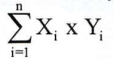 n
∑ Xi x Yi
i=1